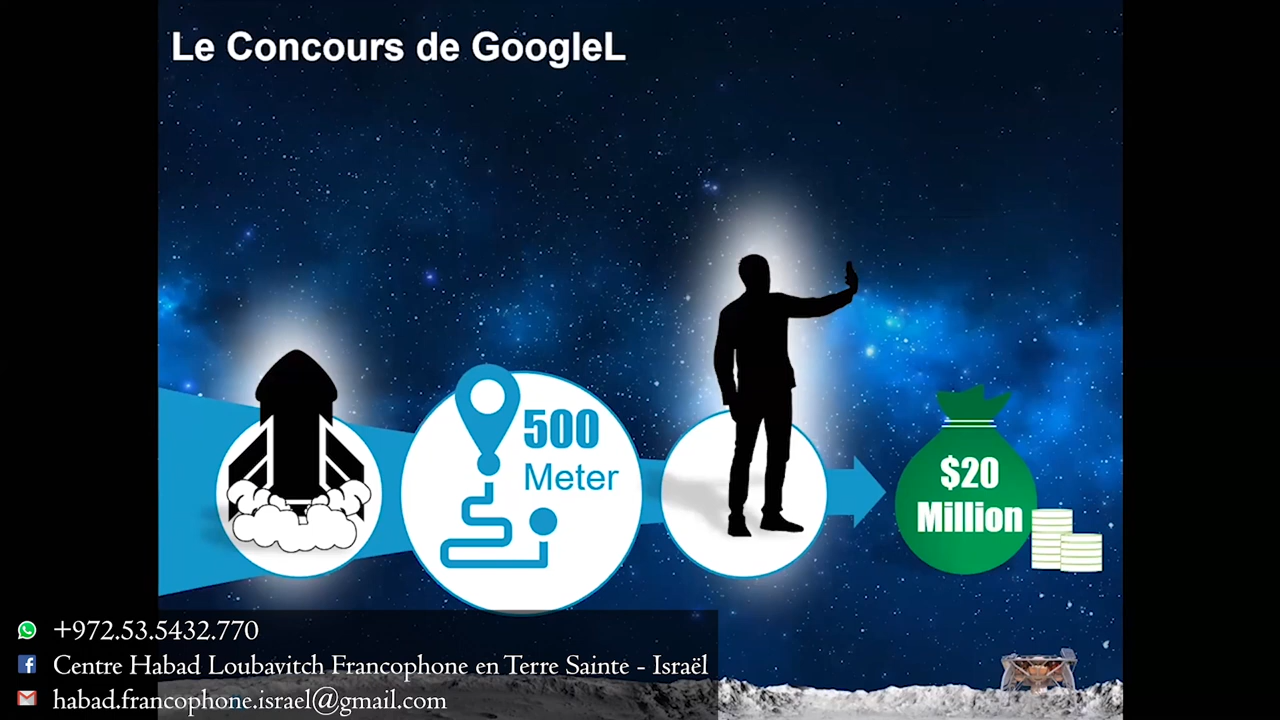 Le Concours de GoogleL
500
Meter
$20
Million
+972.53.5432.770
Centre Habad Loubavitch Francophone en Terre Sainte - Israël
habad.francophone.israel@gmail.com